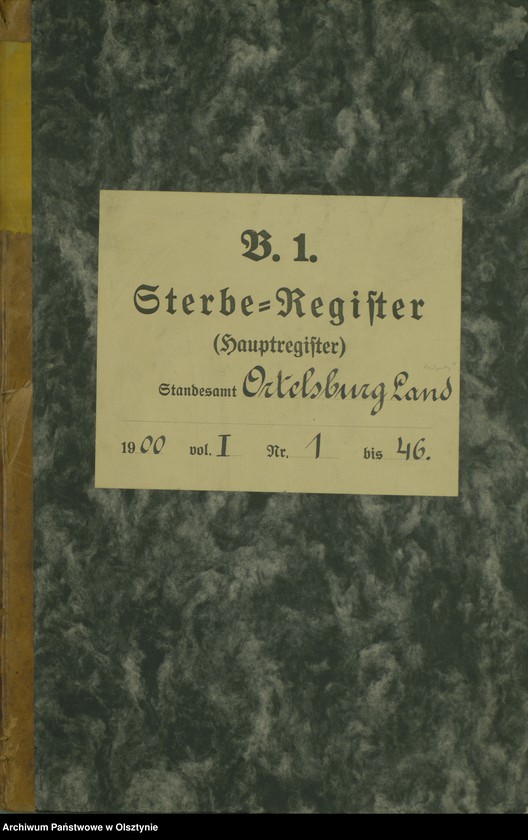 B. 1.
Sterbe=Register
(Hauptregister)
Standesamt Ortelsburg Land
1900 vol. I Nr. 1 bis 46.
Archiwum Państwowe w Olsztynie